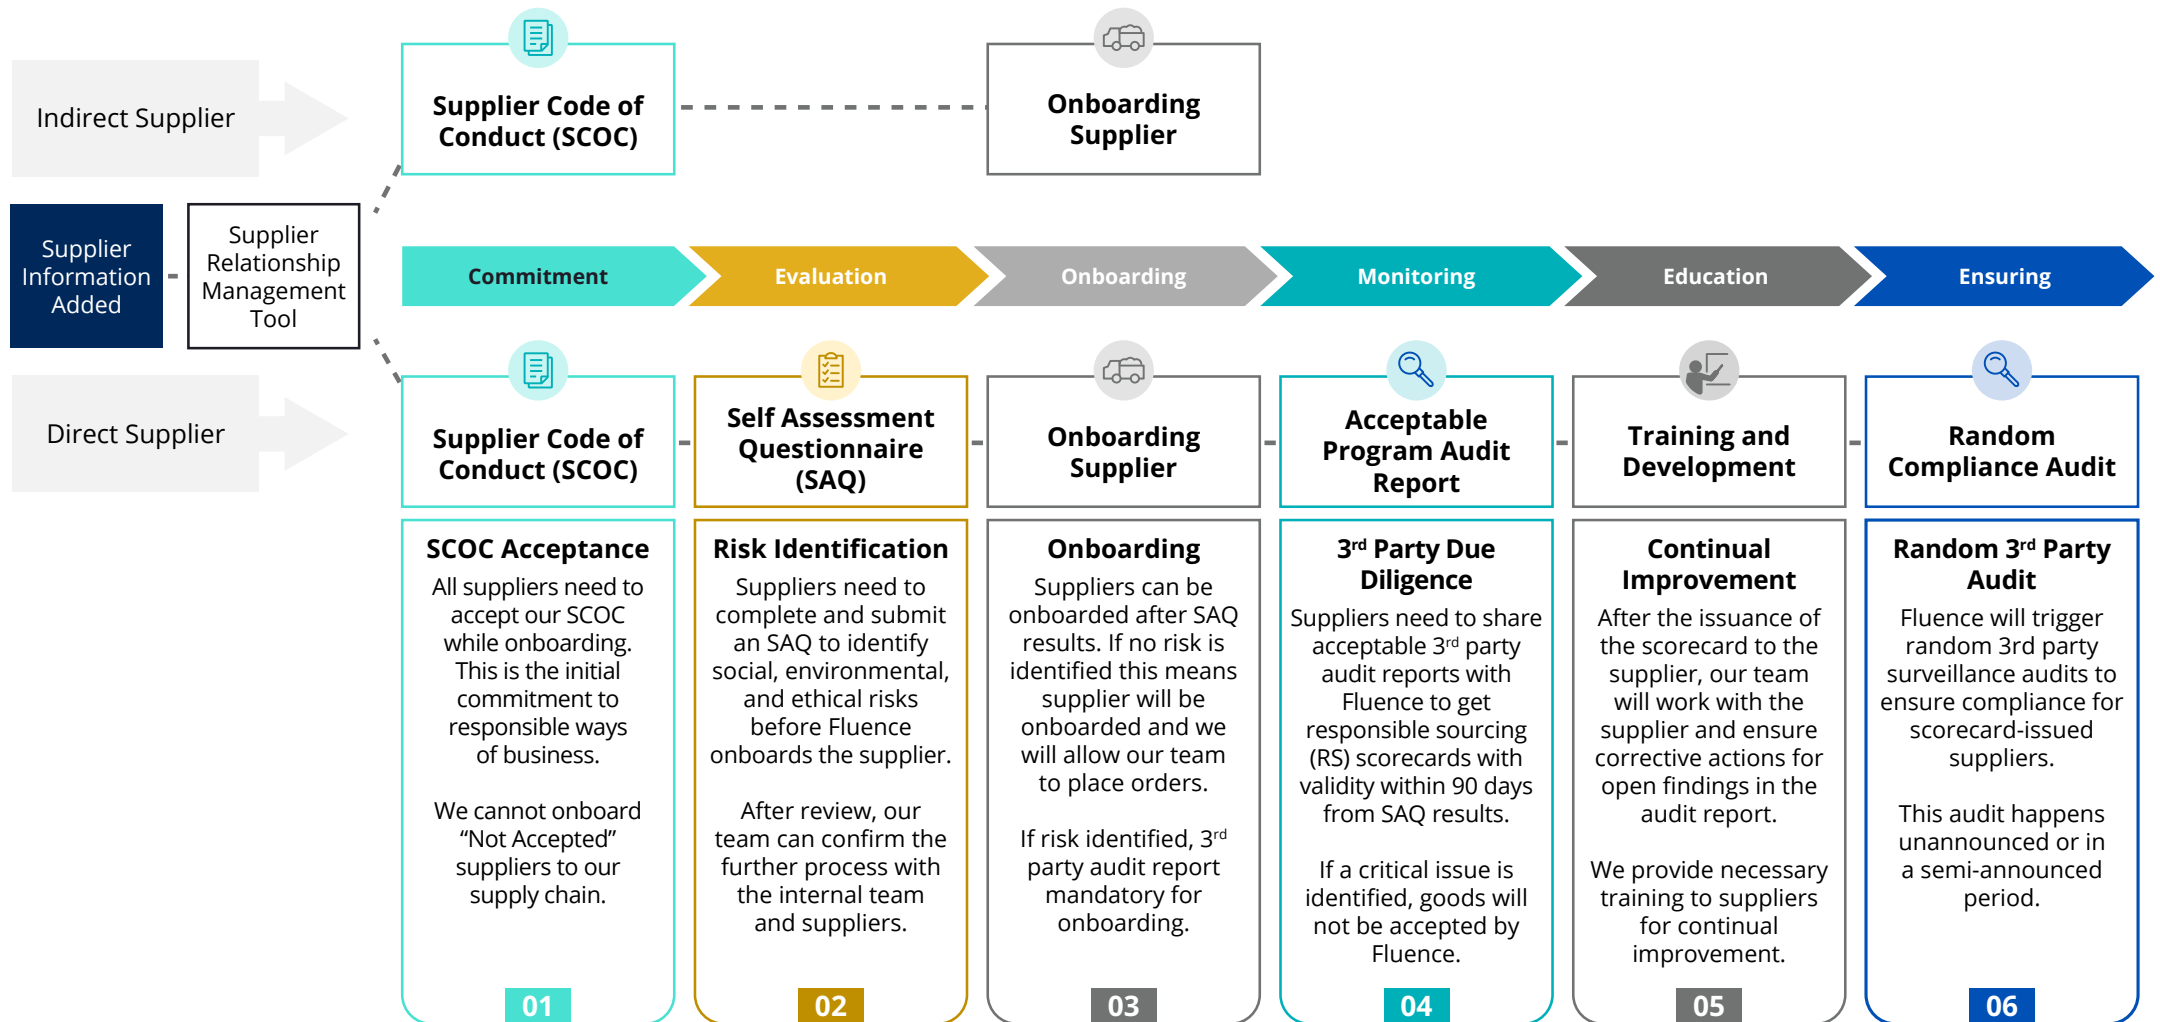 Indirect Supplier
Supplier Code of
Conduct (SCOC)
Onboarding
Supplier
Supplier
Information
Added
Supplier
Relationship
Management
Tool
Commitment
Evaluation
Onboarding
Monitoring
Education
Ensuring
Direct Supplier
Supplier Code of
Conduct (SCOC)
Self Assessment
Questionnaire
(SAQ)
Onboarding
Supplier
Acceptable
Program Audit
Report
Training and
Development
Random
Compliance Audit
SCOC Acceptance
All suppliers need to
accept our SCOC
while onboarding.
This is the initial
commitment to
responsible ways
of business.
We cannot onboard
“Not Accepted”
suppliers to our
supply chain.
01
Risk Identification
Suppliers need to
complete and submit
an SAQ to identify
social, environmental,
and ethical risks
before Fluence
onboards the supplier.
After review, our
team can confirm the
further process with
the internal team
and suppliers.
02
Onboarding
Suppliers can be
onboarded after SAQ
results. If no risk is
identified this means
supplier will be
onboarded and we
will allow our team
to place orders.
If risk identified, 3rd
party audit report
mandatory for
onboarding.
03
3rd Party Due
Diligence
Suppliers need to share
acceptable 3rd party
audit reports with
Fluence to get
responsible sourcing
(RS) scorecards with
validity within 90 days
from SAQ results.
If a critical issue is
identified, goods will
not be accepted by
Fluence.
04
Continual
Improvement
After the issuance of
the scorecard to the
supplier, our team
will work with the
supplier and ensure
corrective actions for
open findings in the
audit report.
We provide necessary
training to suppliers
for continual
improvement.
05
Random 3rd Party
Audit
Fluence will trigger
random 3rd party
surveillance audits to
ensure compliance for
scorecard-issued
suppliers.
This audit happens
unannounced or in
a semi-announced
period.
06